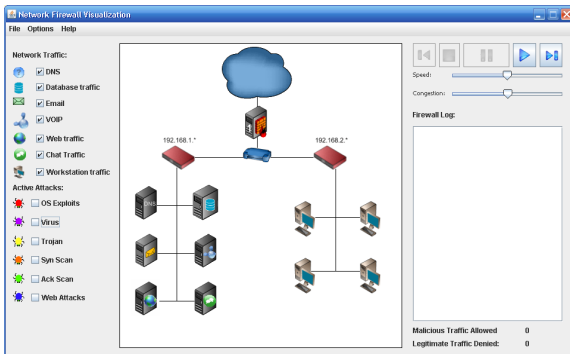 Network Firewall Visualization
File Options Help
Network Traffic:
DNS
Database traffic
Email
VOIP
Web traffic
Chat Traffic
Workstation traffic
Active Attacks:
OS Exploits
Virus
Trojan
Syn Scan
Ack Scan
Web Attacks
192.168.1.*
192.168.2.*
DNS
Speed:
Congestion:
Firewall Log:
Malicious Traffic Allowed 0
Legitimate Traffic Denied: 0